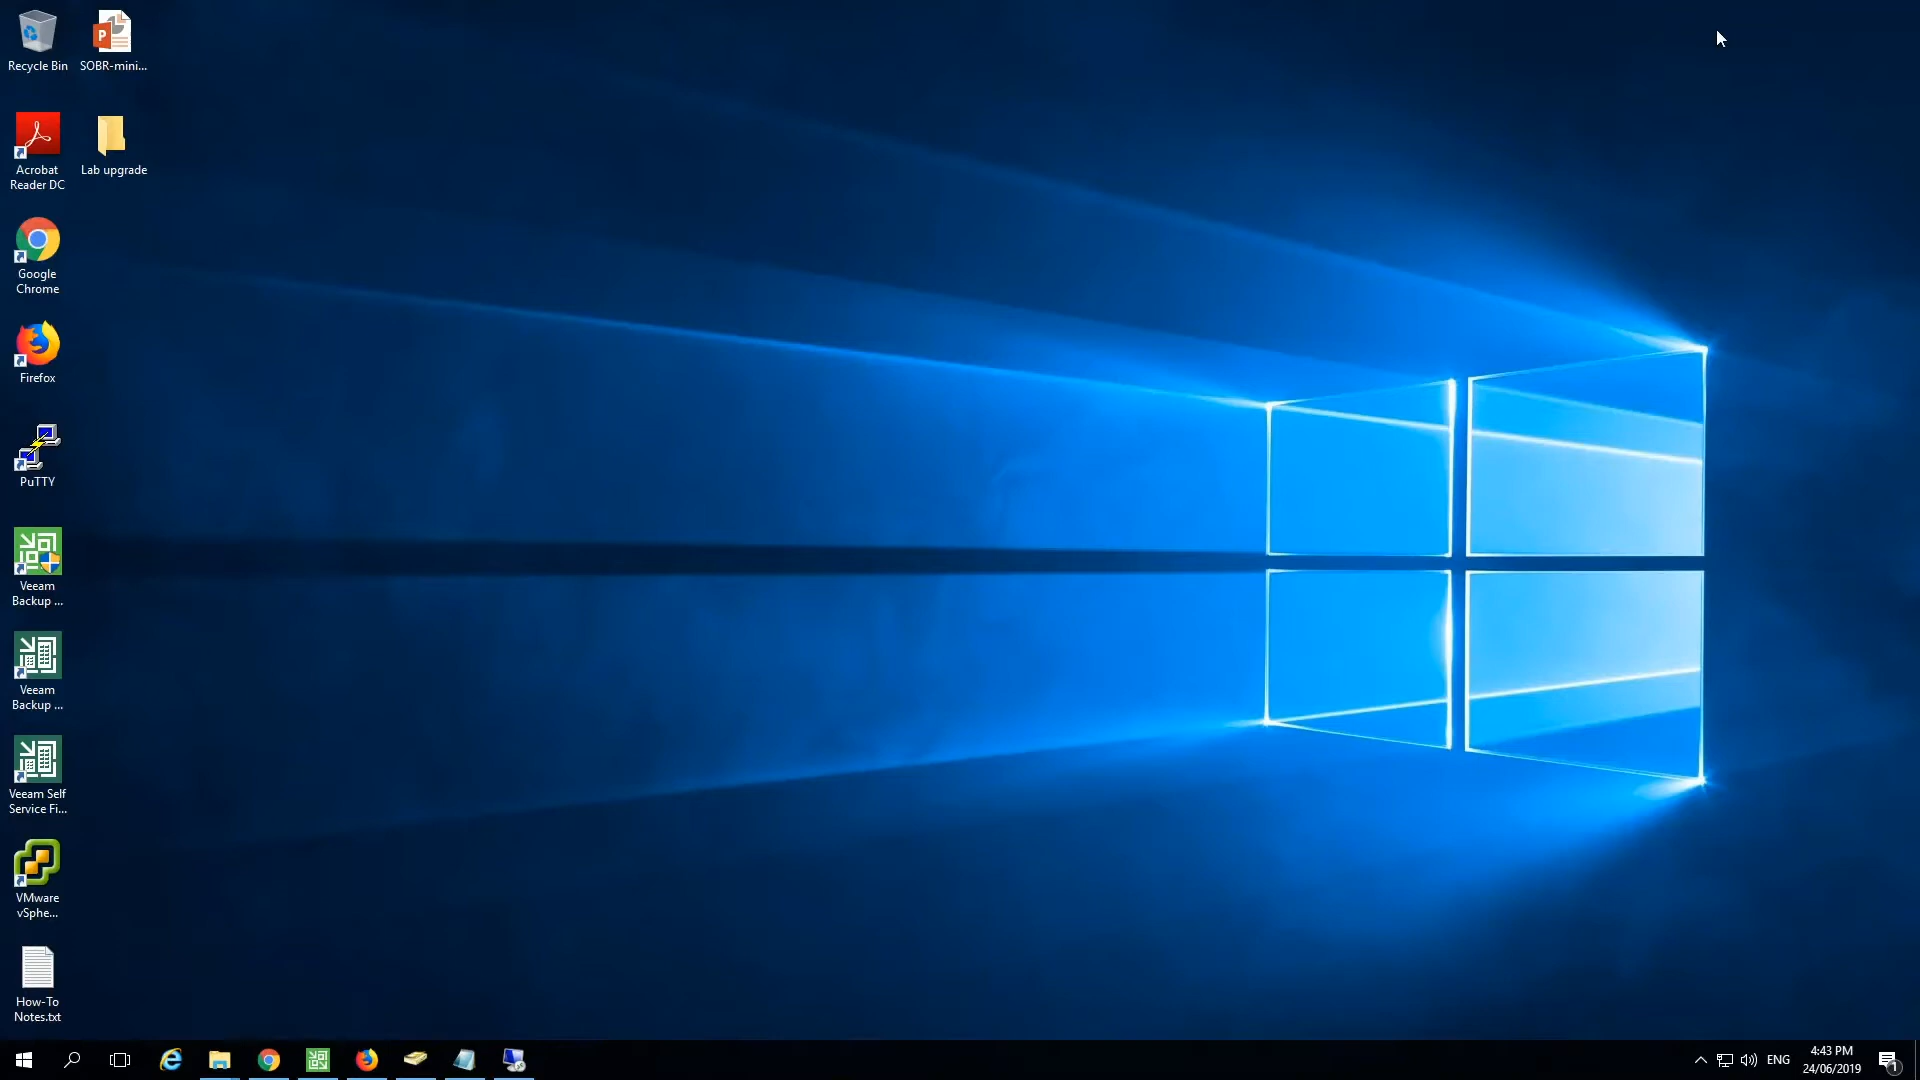 Recycle Bin
SOBR-mini...
Acrobat
Reader DC
Lab upgrade
Google
Chrome
Firefox
PuTTY
Veeam
Backup ...
Veeam
Backup ...
Veeam Self
Service Fi...
VMware
vSphe...
How-To
Notes.txt
ENG
4:43 PM
24/06/2019
1